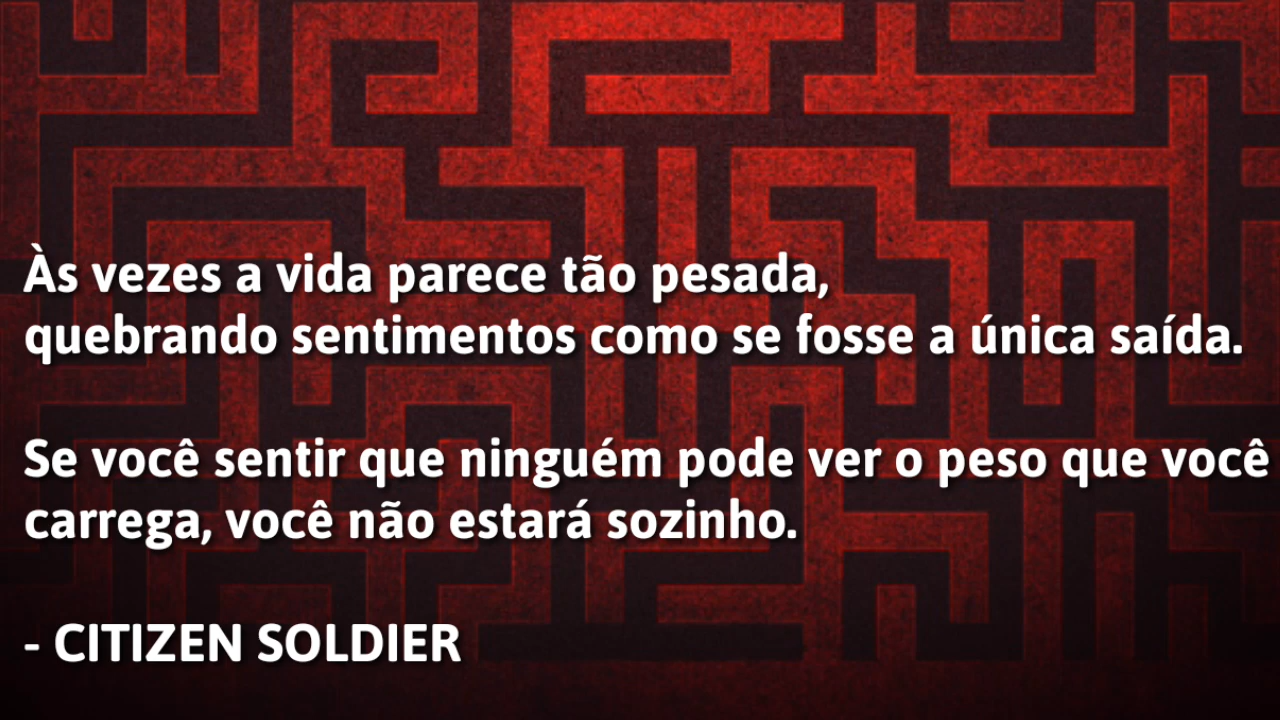 Às vezes a vida parece tão pesada,
quebrando sentimentos como se fosse a única saída.
Se você sentir que ninguém pode ver o peso que você
carrega, você não estará sozinho.
- CITIZEN SOLDIER